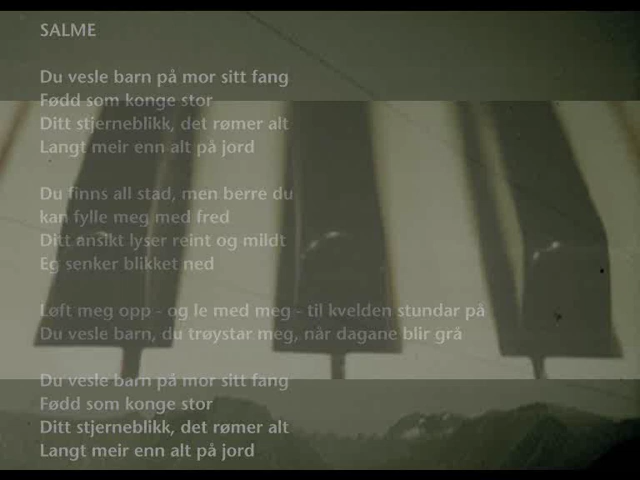 SALME
Du vesle barn på mor sitt fang
Fødd som konge stor
Ditt stjerneblikk, det rømer alt
Langt meir enn alt på jord
Du finns all stad, men berre du
kan fylle meg med fred
Ditt ansikt lyser reint og mildt
Eg senker blikket ned
Løft meg opp - og le med meg - til kvelden stundar på
Du vesle barn, du trøystar meg, når dagane blir grå
Du vesle barn på mor sitt fang
Fødd som konge stor
Ditt stjerneblikk, det rømer alt
Langt meir enn alt på jord